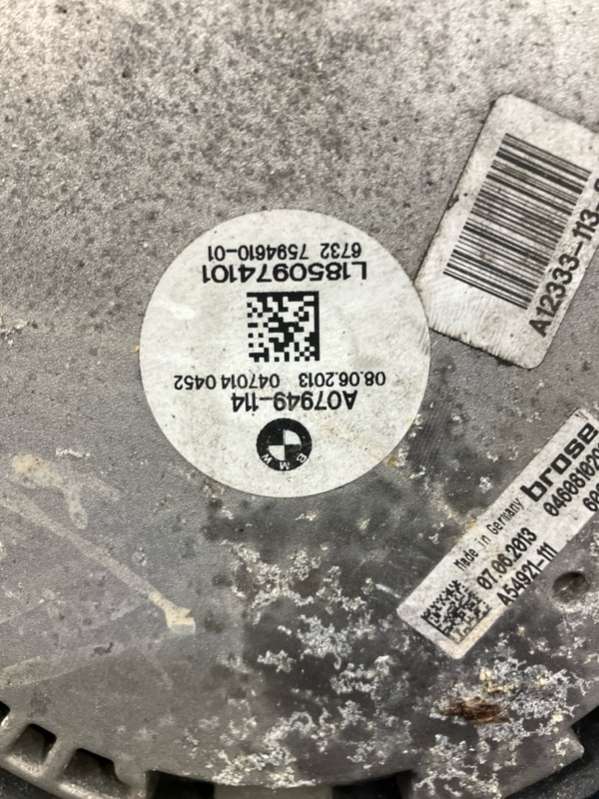 BMW
A07949-114
08.06.2013 047014 0452
L1850974101
6732 7594610-01
A12333-113-
Made in Germany
brose
07.06.2013
A54921-111